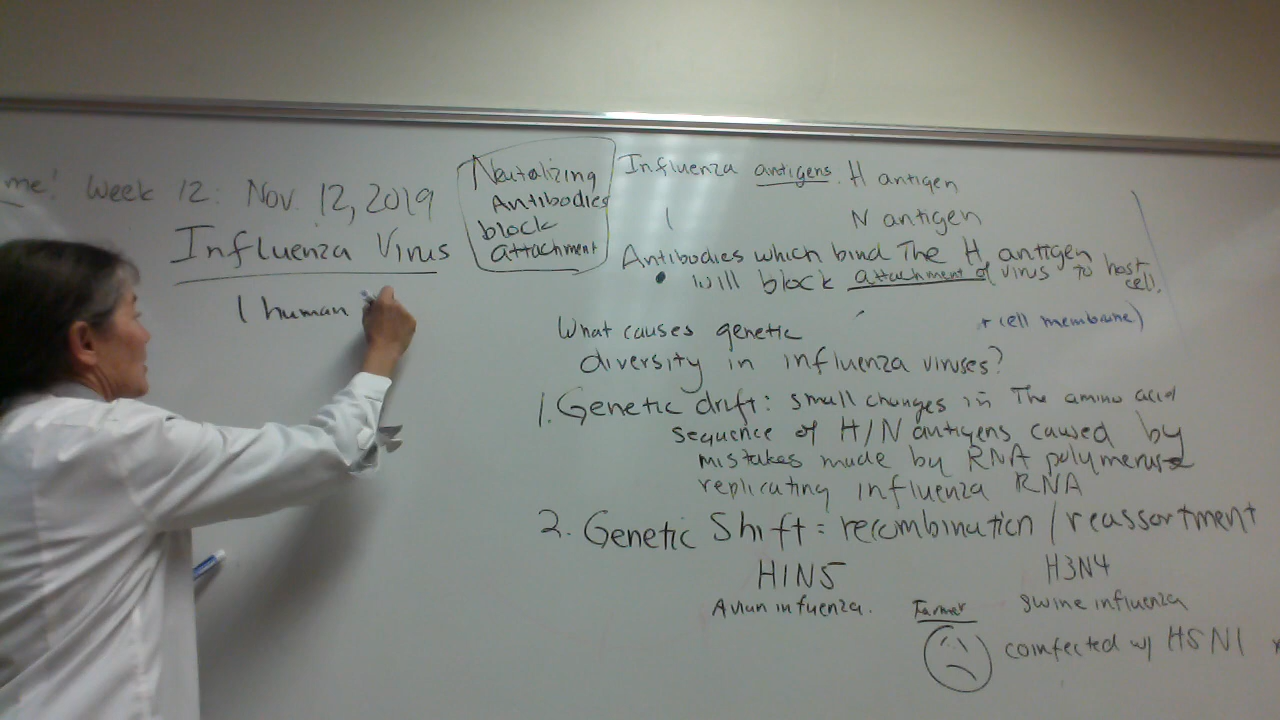 me! Week 12: Nov. 12, 2019
Influenza Virus
1 human
Neutalizing
Antibodies
block
attachment
Influenza antigens. H antigen
N antigen
Antibodies which bind The H antigen
• will block attachment of virus to host
cell.
+ cell membrane)
What causes genetic
diversity in influenza viruses?
1. Genetic drift: small changes in The amino acid
sequence of H/N antigens caused by
mistakes made by RNA polymerase
replicating influenza RNA
2. Genetic Shift = recombination / reassortment
H1N5 H3N4
Avian infuenza. swine influenza
Farmer
coinfected w/ H5N1